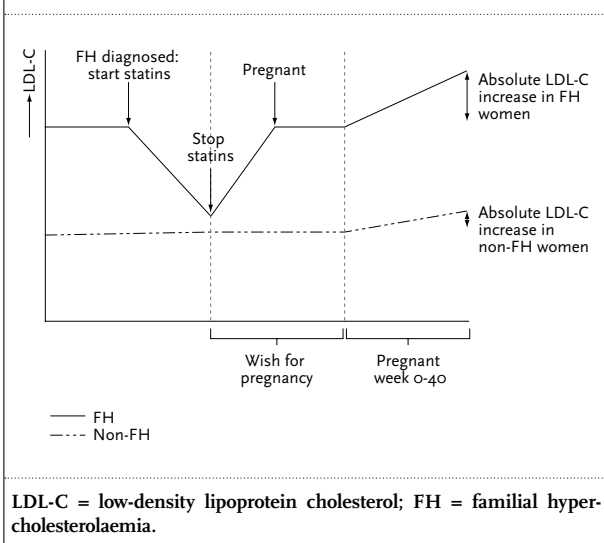 LDL-C
FH diagnosed:
start statins
Pregnant
Stop
statins
Absolute LDL-C
increase in FH
women
Absolute LDL-C
increase in
non-FH women
Wish for
pregnancy
Pregnant
week 0-40
FH
Non-FH
LDL-C = low-density lipoprotein cholesterol; FH = familial hyper-
cholesterolaemia.